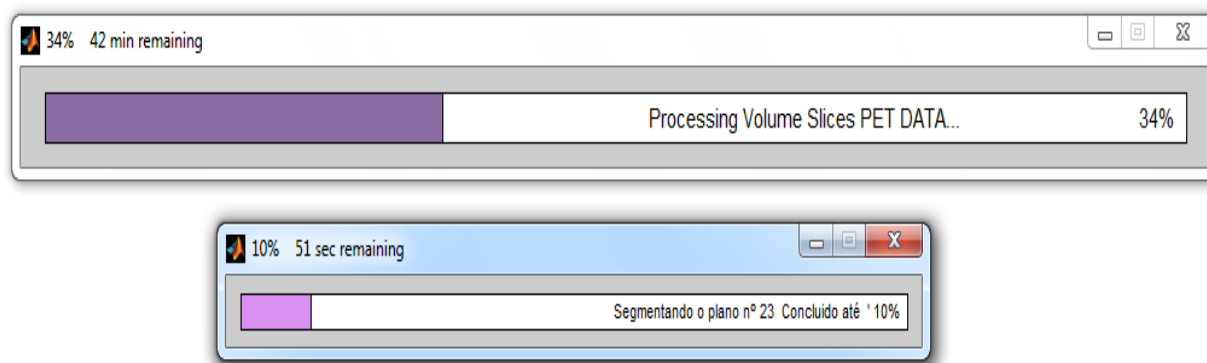 34% 42 min remaining
Processing Volume Slices PET DATA... 34%
10% 51 sec remaining
Segmentando o plano nº 23 Concluido até ' 10%